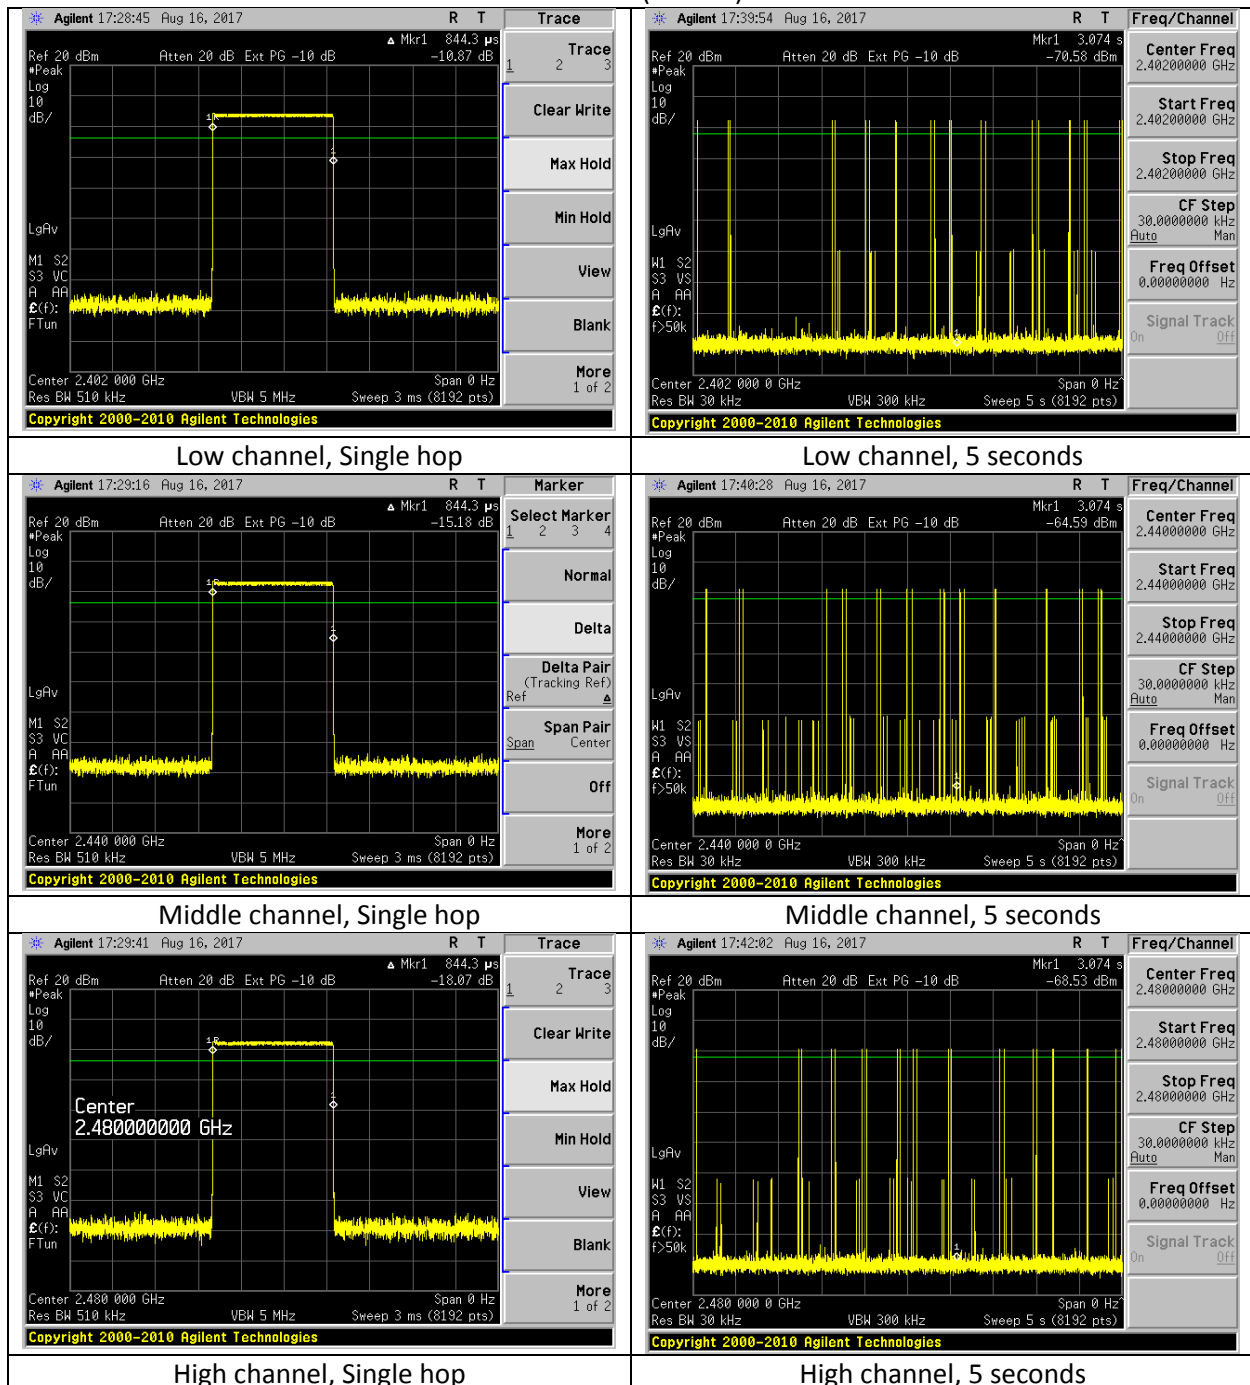 Agilent 17:28:45 Aug 16, 2017 R T Trace
Δ Mkr1 844.3 µs
Ref 20 dBm Atten 20 dB Ext PG -10 dB -10.87 dB
#Peak
Log
10
dB/
LgAv
M1 S2
S3 VC
A AA
£(f):
FTun
1R
1
Center 2.402 000 GHz Span 0 Hz
Res BW 510 kHz VBW 5 MHz Sweep 3 ms (8192 pts)
Copyright 2000-2010 Agilent Technologies
Trace
1 2 3
Clear Write
Max Hold
Min Hold
View
Blank
More
1 of 2
Low channel, Single hop
Agilent 17:39:54 Aug 16, 2017 R T Freq/Channel
Mkr1 3.074 s
Ref 20 dBm Atten 20 dB Ext PG -10 dB -70.58 dBm
#Peak
Log
10
dB/
LgAv
W1 S2
S3 VS
A AA
£(f):
f>50k
1
Center 2.402 000 0 GHz Span 0 Hz^
Res BW 30 kHz VBW 300 kHz Sweep 5 s (8192 pts)
Copyright 2000-2010 Agilent Technologies
Center Freq
2.40200000 GHz
Start Freq
2.40200000 GHz
Stop Freq
2.40200000 GHz
CF Step
30.0000000 kHz
Auto Man
Freq Offset
0.00000000 Hz
Signal Track
On Off
Low channel, 5 seconds
Agilent 17:29:16 Aug 16, 2017 R T Marker
Δ Mkr1 844.3 µs
Ref 20 dBm Atten 20 dB Ext PG -10 dB -15.18 dB
#Peak
Log
10
dB/
LgAv
M1 S2
S3 VC
A AA
£(f):
FTun
1R
1
Center 2.440 000 GHz Span 0 Hz
Res BW 510 kHz VBW 5 MHz Sweep 3 ms (8192 pts)
Copyright 2000-2010 Agilent Technologies
Select Marker
1 2 3 4
Normal
Delta
Delta Pair
(Tracking Ref)
Ref Δ
Span Pair
Span Center
Off
More
1 of 2
Middle channel, Single hop
Agilent 17:40:28 Aug 16, 2017 R T Freq/Channel
Mkr1 3.074 s
Ref 20 dBm Atten 20 dB Ext PG -10 dB -64.59 dBm
#Peak
Log
10
dB/
LgAv
W1 S2
S3 VS
A AA
£(f):
f>50k
1
Center 2.440 000 0 GHz Span 0 Hz^
Res BW 30 kHz VBW 300 kHz Sweep 5 s (8192 pts)
Copyright 2000-2010 Agilent Technologies
Center Freq
2.44000000 GHz
Start Freq
2.44000000 GHz
Stop Freq
2.44000000 GHz
CF Step
30.0000000 kHz
Auto Man
Freq Offset
0.00000000 Hz
Signal Track
On Off
Middle channel, 5 seconds
Agilent 17:29:41 Aug 16, 2017 R T Trace
Δ Mkr1 844.3 µs
Ref 20 dBm Atten 20 dB Ext PG -10 dB -18.07 dB
#Peak
Log
10
dB/
1R
1
Center
2.480000000 GHz
LgAv
M1 S2
S3 VC
A AA
£(f):
FTun
Center 2.480 000 GHz Span 0 Hz
Res BW 510 kHz VBW 5 MHz Sweep 3 ms (8192 pts)
Copyright 2000-2010 Agilent Technologies
Trace
1 2 3
Clear Write
Max Hold
Min Hold
View
Blank
More
1 of 2
High channel, Single hop
Agilent 17:42:02 Aug 16, 2017 R T Freq/Channel
Mkr1 3.074 s
Ref 20 dBm Atten 20 dB Ext PG -10 dB -68.53 dBm
#Peak
Log
10
dB/
LgAv
W1 S2
S3 VS
A AA
£(f):
f>50k
1
Center 2.480 000 0 GHz Span 0 Hz^
Res BW 30 kHz VBW 300 kHz Sweep 5 s (8192 pts)
Copyright 2000-2010 Agilent Technologies
Center Freq
2.48000000 GHz
Start Freq
2.48000000 GHz
Stop Freq
2.48000000 GHz
CF Step
30.0000000 kHz
Auto Man
Freq Offset
0.00000000 Hz
Signal Track
On Off
High channel, 5 seconds